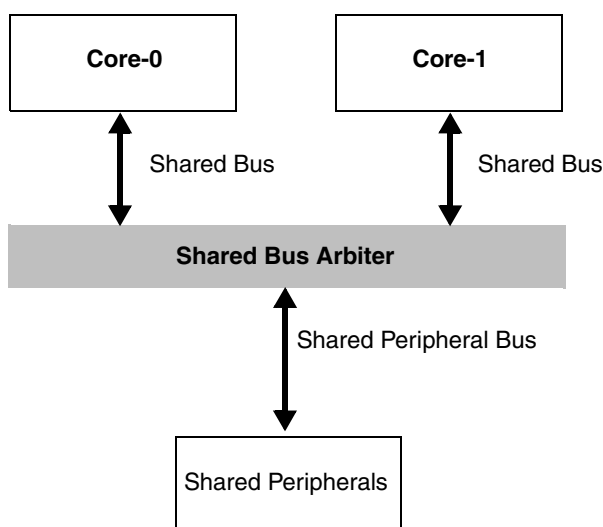 Core-0
Core-1
Shared Bus
Shared Bus
Shared Bus Arbiter
Shared Peripheral Bus
Shared Peripherals